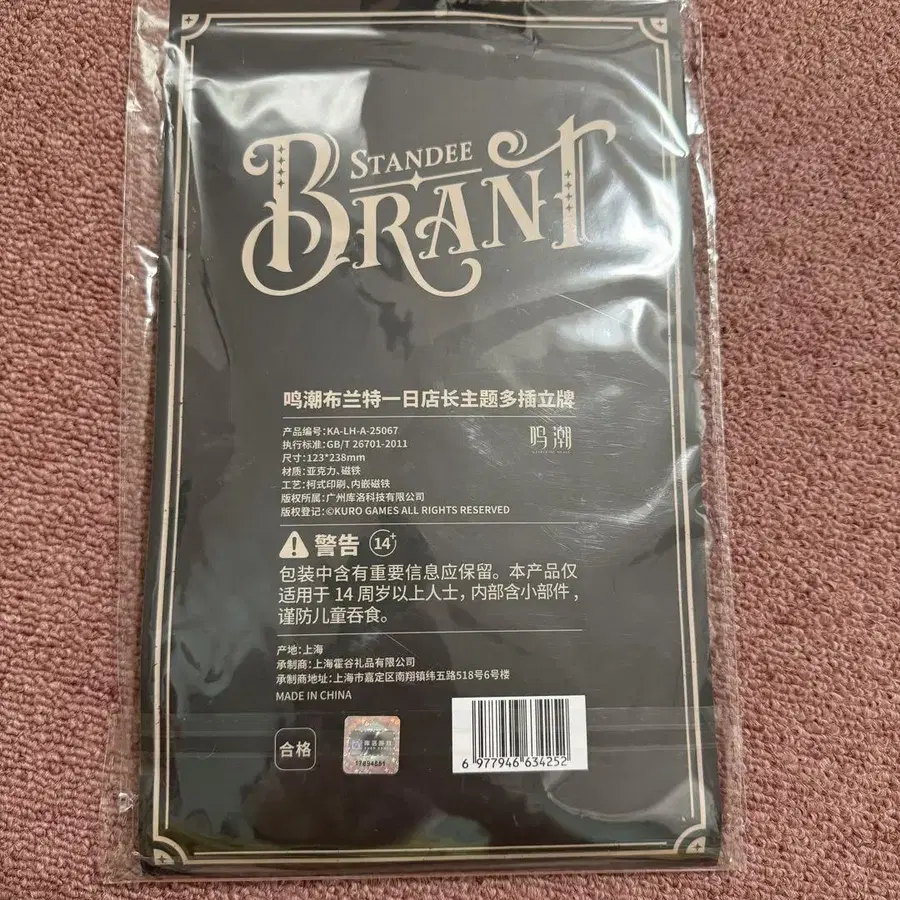 STANDEE
BRANT
鸣潮布兰特一日店长主题多插立牌
产品编号:KA-LH-A-25067
执行标准:GB/T 26701-2011
尺寸:123*238mm
材质:亚克力、磁铁
工艺:柯式印刷、内嵌磁铁
版权所属:广州库洛科技有限公司
版权登记:©KURO GAMES ALL RIGHTS RESERVED
鸣潮
警告 14+
包装中含有重要信息应保留。本产品仅
适用于 14 周岁以上人士，内部含小部件，
谨防儿童吞食。
产地:上海
承制商:上海霍谷礼品有限公司
承制商地址:上海市嘉定区南翔镇纬五路518号6号楼
MADE IN CHINA
合格
库洛游戏
6 977946 634252